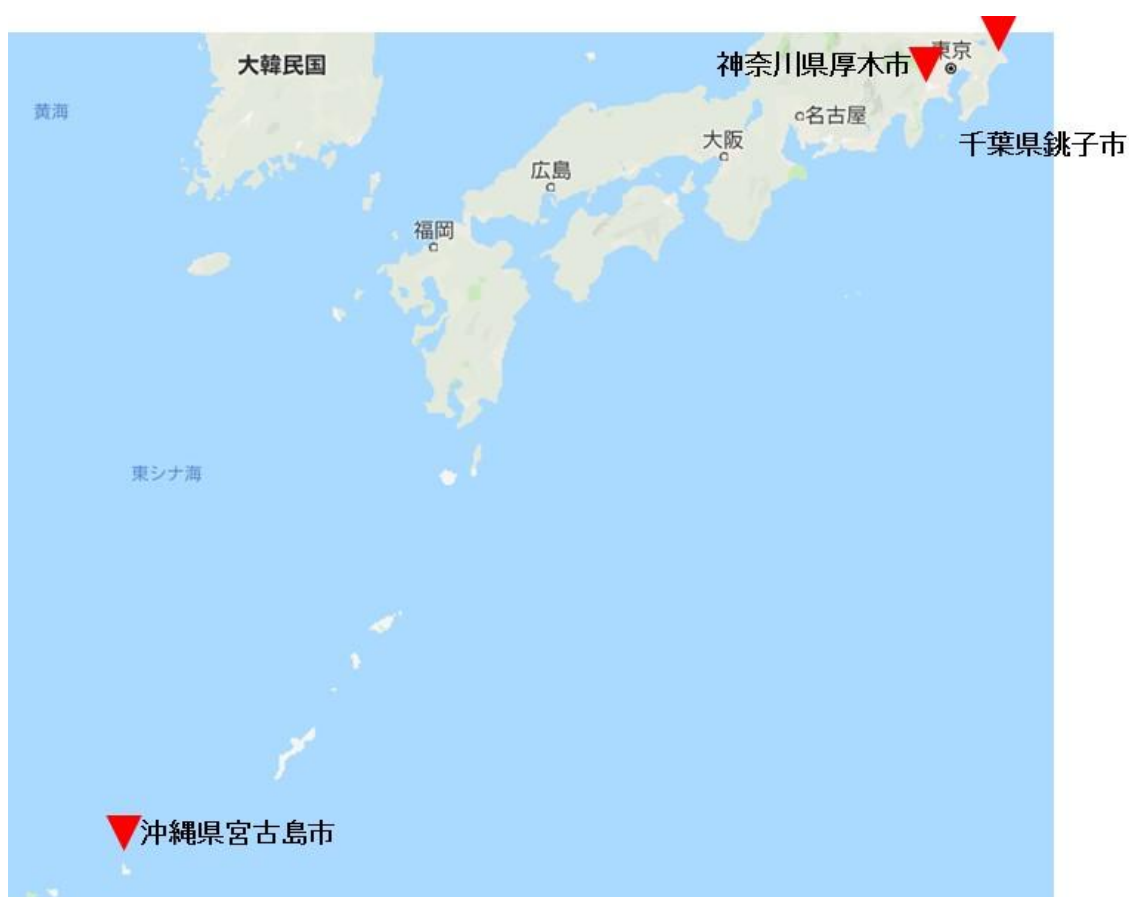 大韓民国
神奈川県厚木市
東京
黄海
名古屋
千葉県銚子市
大阪
広島
福岡
東シナ海
沖縄県宮古島市